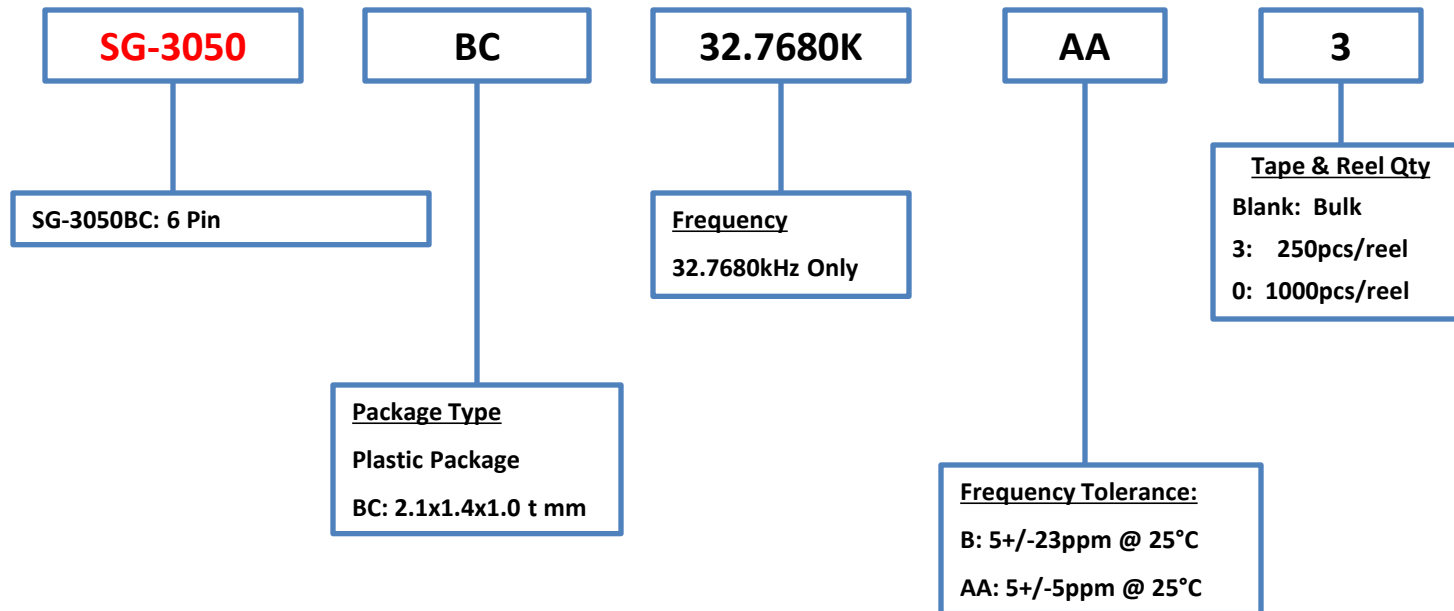 SG-3050
BC
32.7680K
AA
3
SG-3050BC: 6 Pin
Package Type
Plastic Package
BC: 2.1x1.4x1.0 t mm
Frequency
32.7680kHz Only
Frequency Tolerance:
B: 5+/-23ppm @ 25°C
AA: 5+/-5ppm @ 25°C
Tape & Reel Qty
Blank: Bulk
3: 250pcs/reel
0: 1000pcs/reel